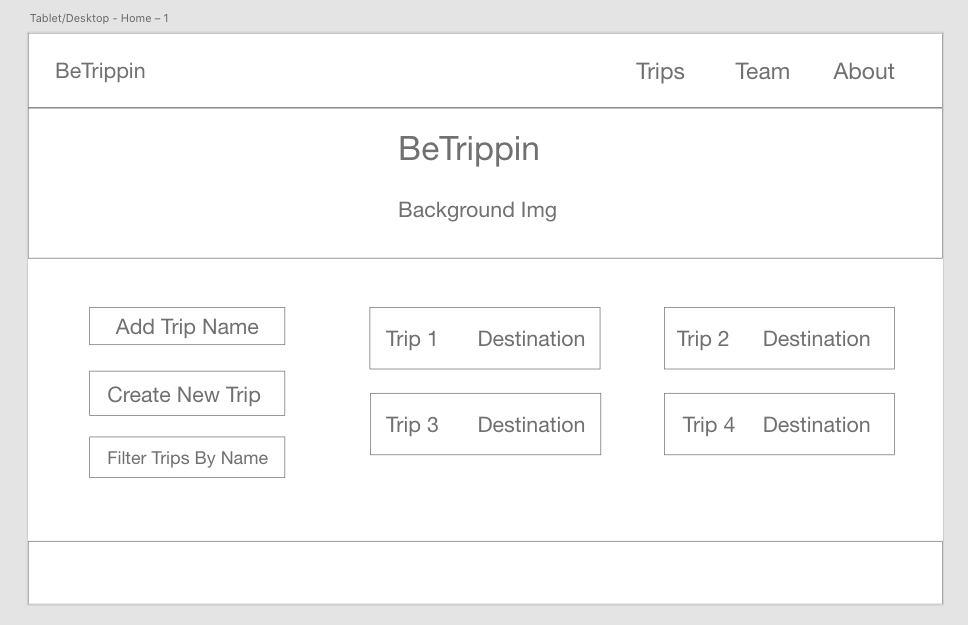 Tablet/Desktop - Home – 1
BeTrippin
Trips Team About
BeTrippin
Background Img
Add Trip Name
Create New Trip
Filter Trips By Name
Trip 1 Destination
Trip 2 Destination
Trip 3 Destination
Trip 4 Destination